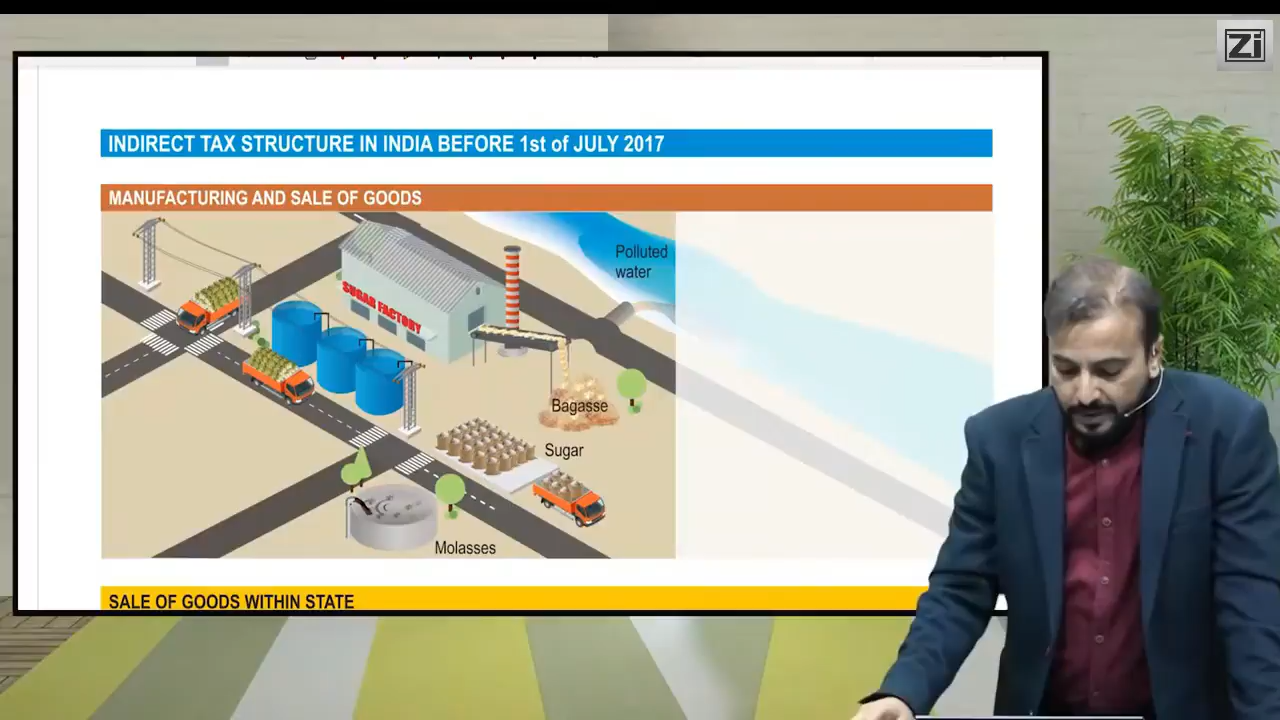 Zi
INDIRECT TAX STRUCTURE IN INDIA BEFORE 1st of JULY 2017
MANUFACTURING AND SALE OF GOODS
Polluted
water
SUGAR FACTORY
Bagasse
Sugar
Molasses
SALE OF GOODS WITHIN STATE